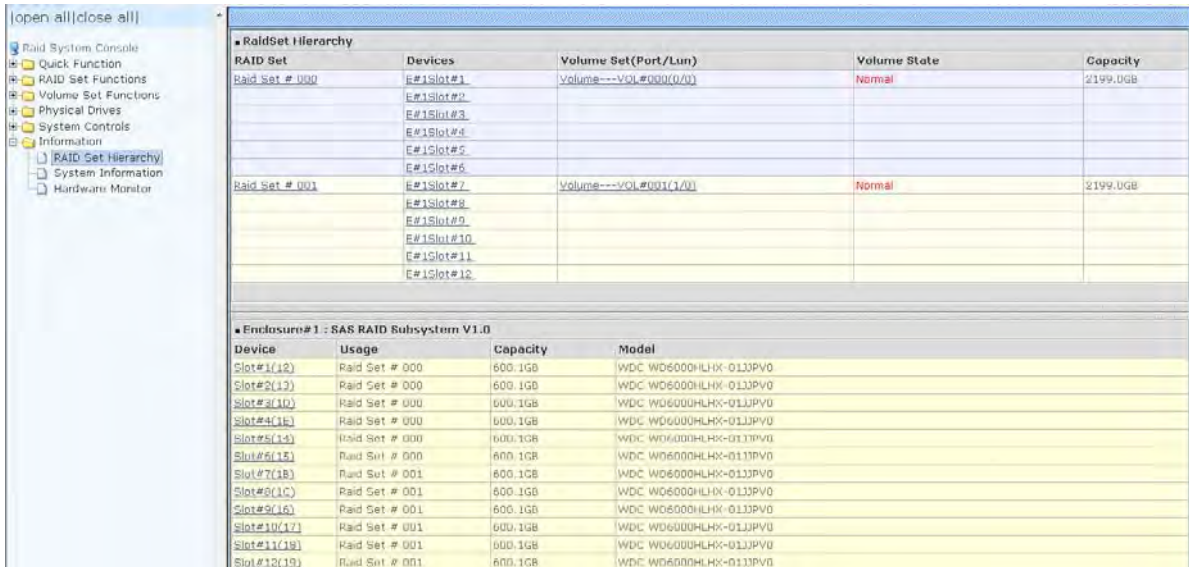 |open all|close all|
Raid System Console
Quick Function
RAID Set Functions
Volume Set Functions
Physical Drives
System Controls
Information
RAID Set Hierarchy
System Information
Hardware Monitor
RaidSet Hierarchy
RAID Set Devices Volume Set(Port/Lun) Volume State Capacity
Raid Set # 000 E#1Slot#1 Volume---VOL#000(0/0) Normal 2199.0GB
E#1Slot#2
E#1Slot#3
E#1Slot#4
E#1Slot#5
E#1Slot#6
Raid Set # 001 E#1Slot#7 Volume---VOL#001(1/0) Normal 2199.0GB
E#1Slot#8
E#1Slot#9
E#1Slot#10
E#1Slot#11
E#1Slot#12
Enclosure#1 : SAS RAID Subsystem V1.0
Device Usage Capacity Model
Slot#1(12) Raid Set # 000 600.1GB WDC WD6000HLHX-01JJPV0
Slot#2(13) Raid Set # 000 600.1GB WDC WD6000HLHX-01JJPV0
Slot#3(1D) Raid Set # 000 600.1GB WDC WD6000HLHX-01JJPV0
Slot#4(1E) Raid Set # 000 600.1GB WDC WD6000HLHX-01JJPV0
Slot#5(14) Raid Set # 000 600.1GB WDC WD6000HLHX-01JJPV0
Slot#6(15) Raid Set # 000 600.1GB WDC WD6000HLHX-01JJPV0
Slot#7(1B) Raid Set # 001 600.1GB WDC WD6000HLHX-01JJPV0
Slot#8(1C) Raid Set # 001 600.1GB WDC WD6000HLHX-01JJPV0
Slot#9(16) Raid Set # 001 600.1GB WDC WD6000HLHX-01JJPV0
Slot#10(17) Raid Set # 001 600.1GB WDC WD6000HLHX-01JJPV0
Slot#11(18) Raid Set # 001 600.1GB WDC WD6000HLHX-01JJPV0
Slot#12(19) Raid Set # 001 600.1GB WDC WD6000HLHX-01JJPV0